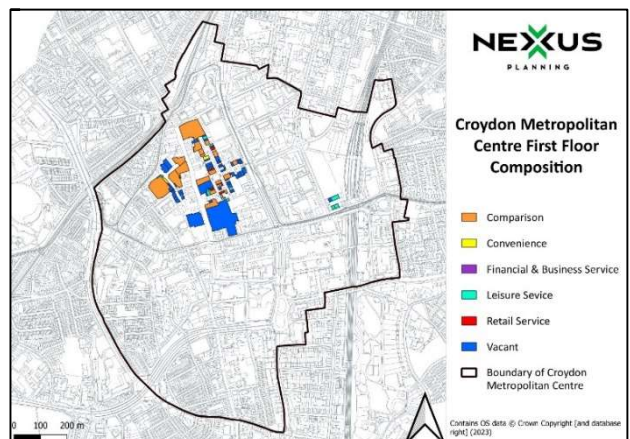 NEXUS
PLANNING
Croydon Metropolitan
Centre First Floor
Composition
Comparison
Convenience
Financial & Business Service
Leisure Sevice
Retail Service
Vacant
Boundary of Croydon
Metropolitan Centre
0 100 200 m
Contains OS data © Crown Copyright [and database
right] (2023)